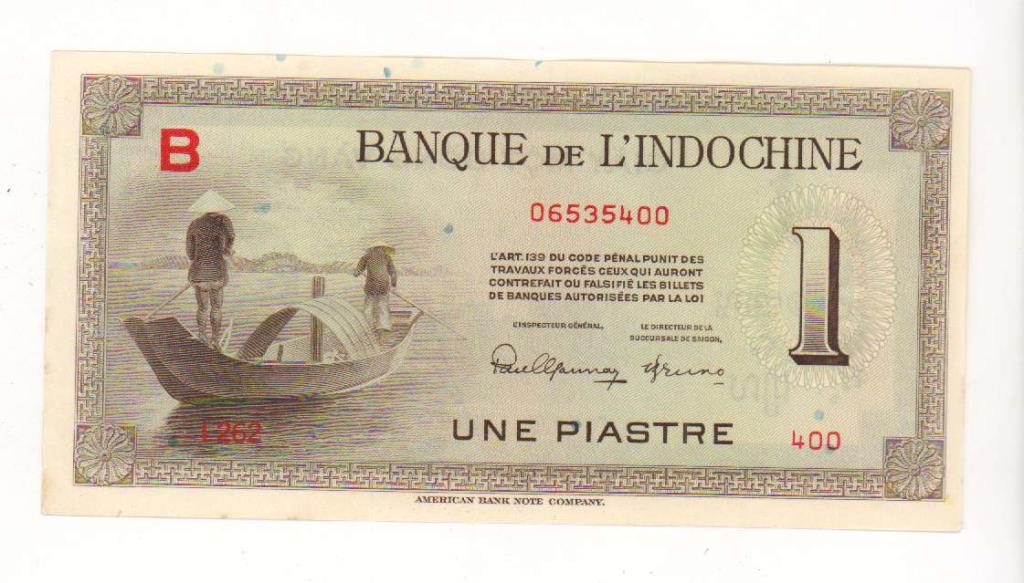 B
BANQUE DE L'INDOCHINE
06535400
L'ART. 139 DU CODE PÉNAL PUNIT DES
TRAVAUX FORCÉS CEUX QUI AURONT
CONTREFAIT OU FALSIFIÉ LES BILLETS
DE BANQUES AUTORISÉES PAR LA LOI
1
L'INSPECTEUR GÉNÉRAL,
LE DIRECTEUR DE LA
SUCCURSALE DE SAIGON,
262
UNE PIASTRE
400
AMERICAN BANK NOTE COMPANY.